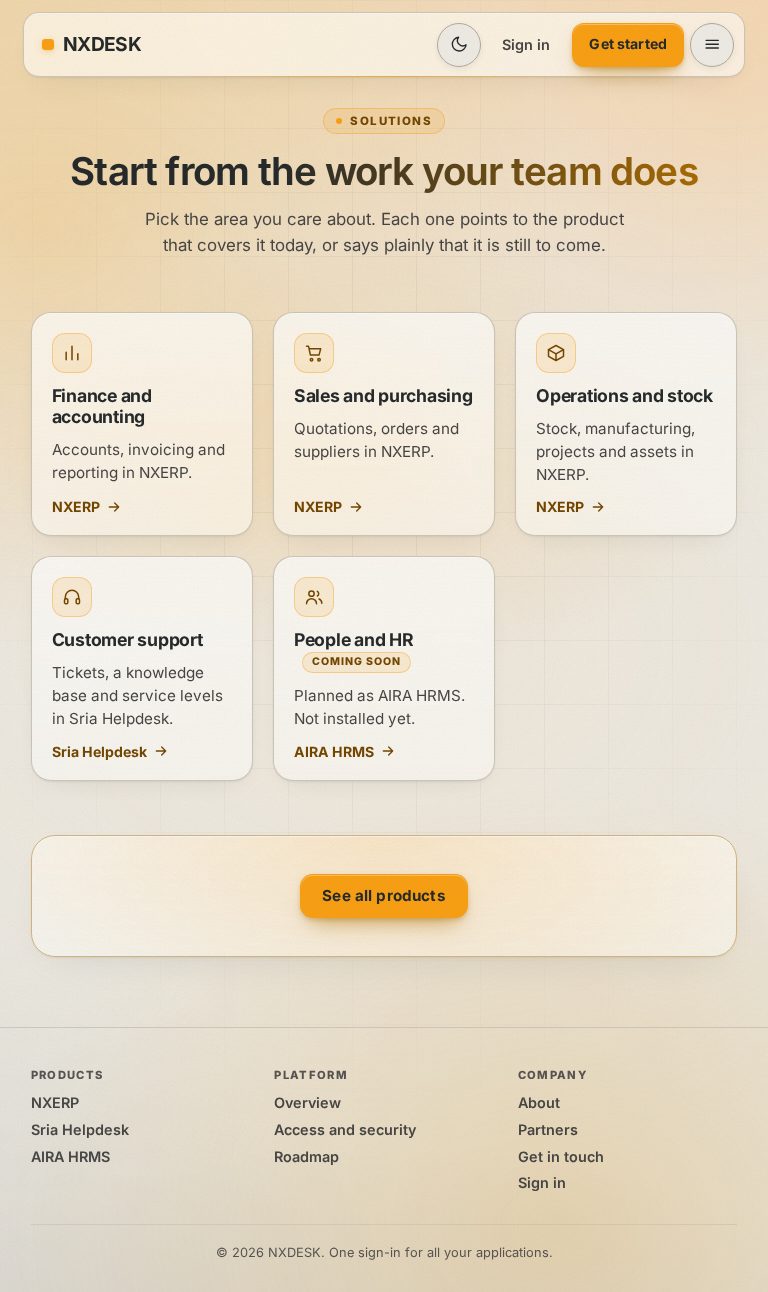 NXDESK
Sign in
Get started
SOLUTIONS
Start from the work your team does
Pick the area you care about. Each one points to the product
that covers it today, or says plainly that it is still to come.
Finance and
accounting
Accounts, invoicing and
reporting in NXERP.
NXERP →
Sales and purchasing
Quotations, orders and
suppliers in NXERP.
NXERP →
Operations and stock
Stock, manufacturing,
projects and assets in
NXERP.
NXERP →
Customer support
Tickets, a knowledge
base and service levels
in Sria Helpdesk.
Sria Helpdesk →
People and HR
COMING SOON
Planned as AIRA HRMS.
Not installed yet.
AIRA HRMS →
See all products
PRODUCTS
NXERP
Sria Helpdesk
AIRA HRMS
PLATFORM
Overview
Access and security
Roadmap
COMPANY
About
Partners
Get in touch
Sign in
© 2026 NXDESK. One sign-in for all your applications.